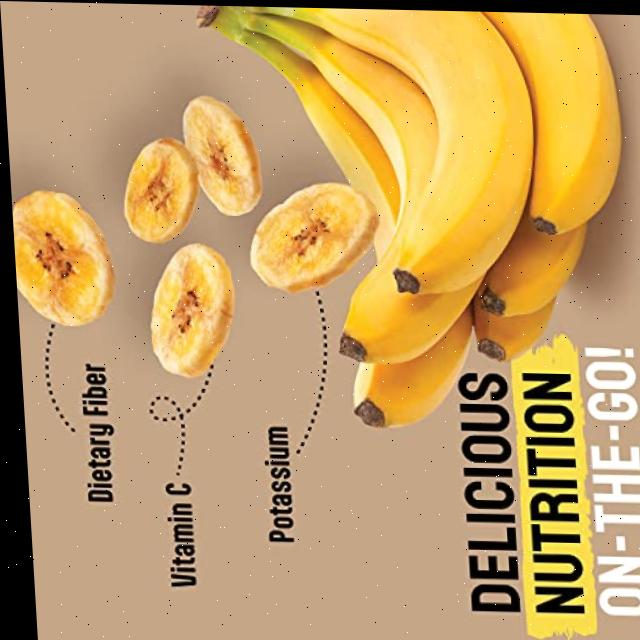 DELICIOUS
NUTRITION
ON-THE-GO!
Potassium
Vitamin C
Dietary Fiber